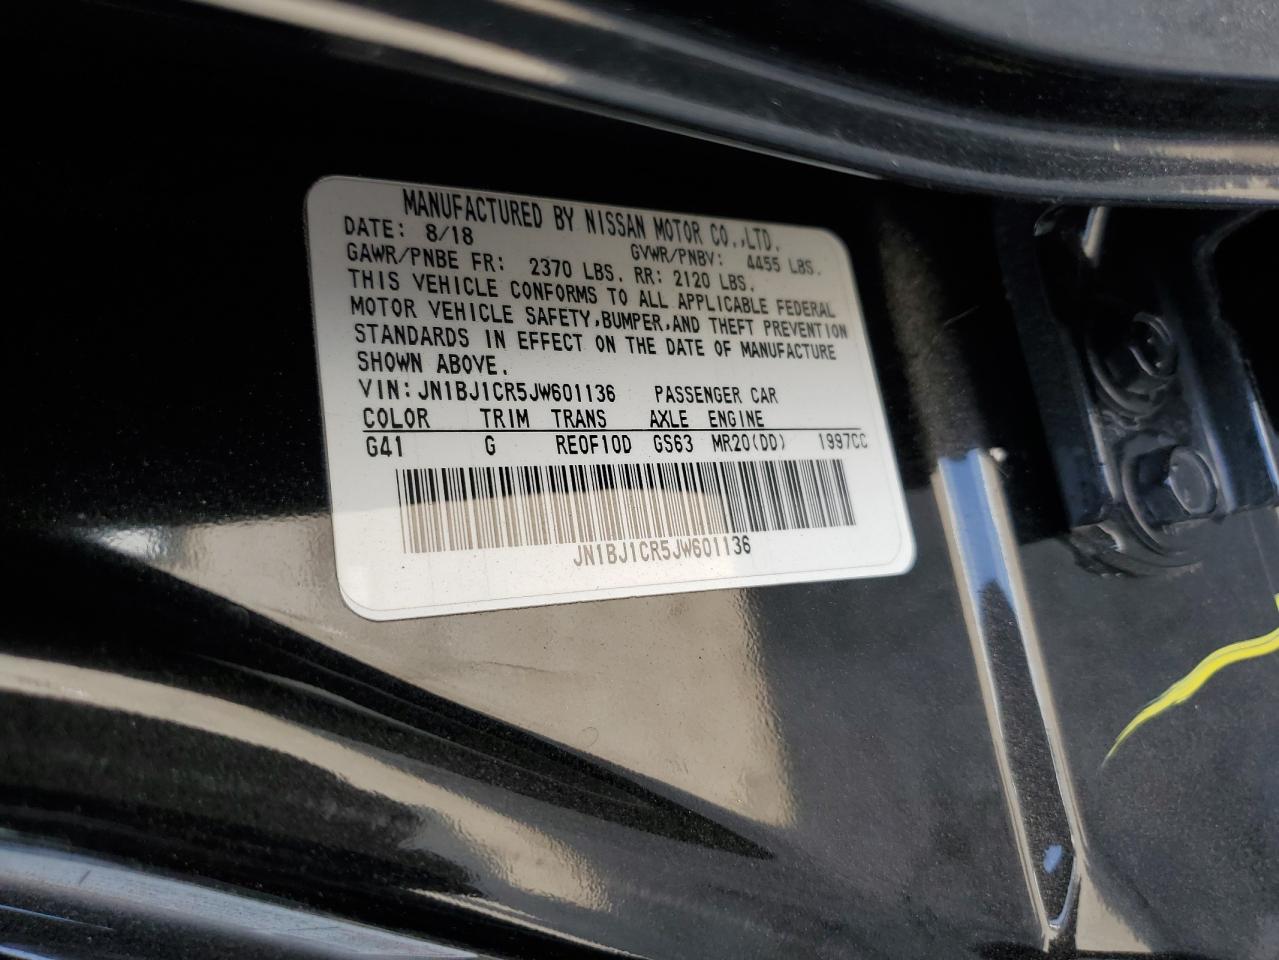 MANUFACTURED BY NISSAN MOTOR CO.,LTD.
DATE: 8/18 GVWR/PNBV: 4455 LBS.
GAWR/PNBE FR: 2370 LBS. RR: 2120 LBS.
THIS VEHICLE CONFORMS TO ALL APPLICABLE FEDERAL
MOTOR VEHICLE SAFETY,BUMPER,AND THEFT PREVENTION
STANDARDS IN EFFECT ON THE DATE OF MANUFACTURE
SHOWN ABOVE.
VIN:JN1BJ1CR5JW601136 PASSENGER CAR
COLOR TRIM TRANS AXLE ENGINE
G41 G RE0F10D GS63 MR20(DD) 1997CC
JN1BJ1CR5JW601136